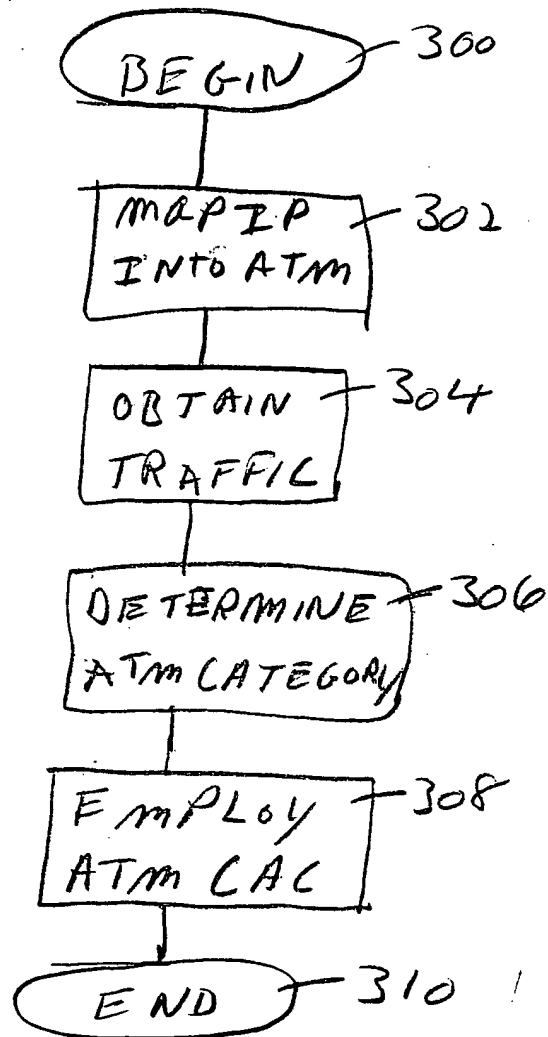 BEGIN 300
MAP IP 302
INTO ATM
OBTAIN 304
TRAFFIC
DETERMINE 306
ATM CATEGORY
EMPLOY 308
ATM CAC
END 310